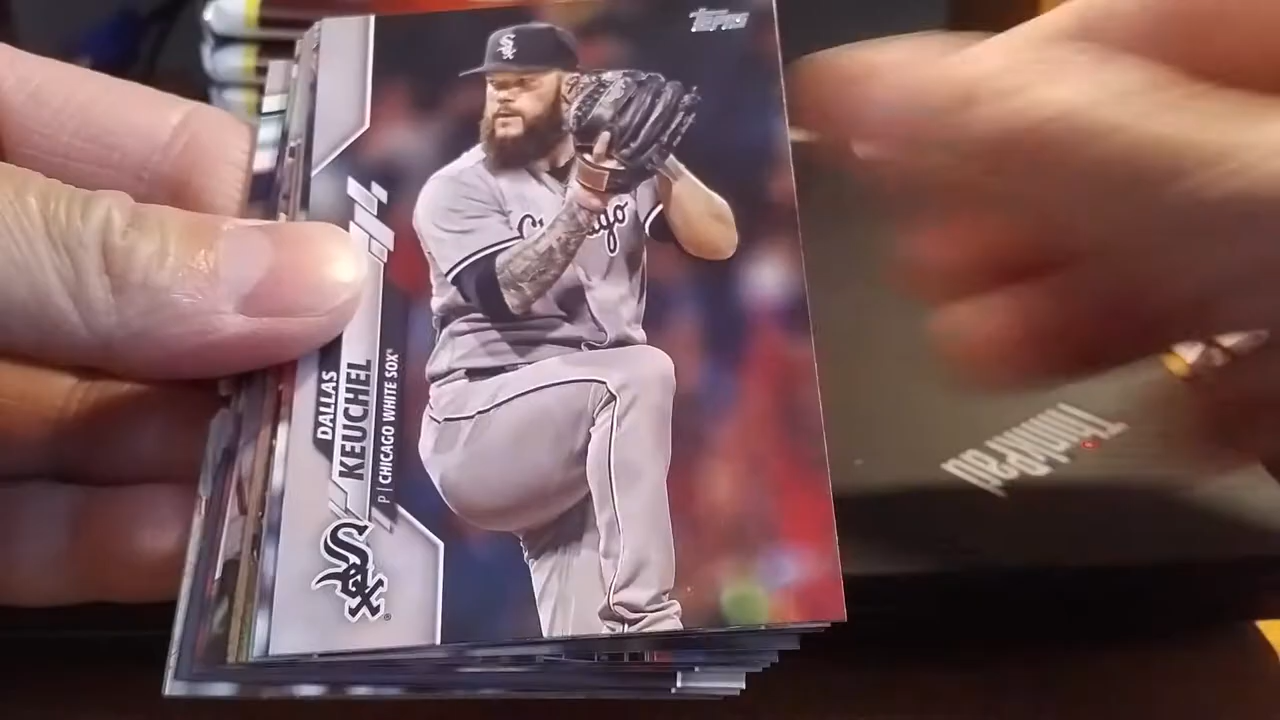 Topps
Chicago
DALLAS
KEUCHEL
P | CHICAGO WHITE SOX
Sox
ThinkPad